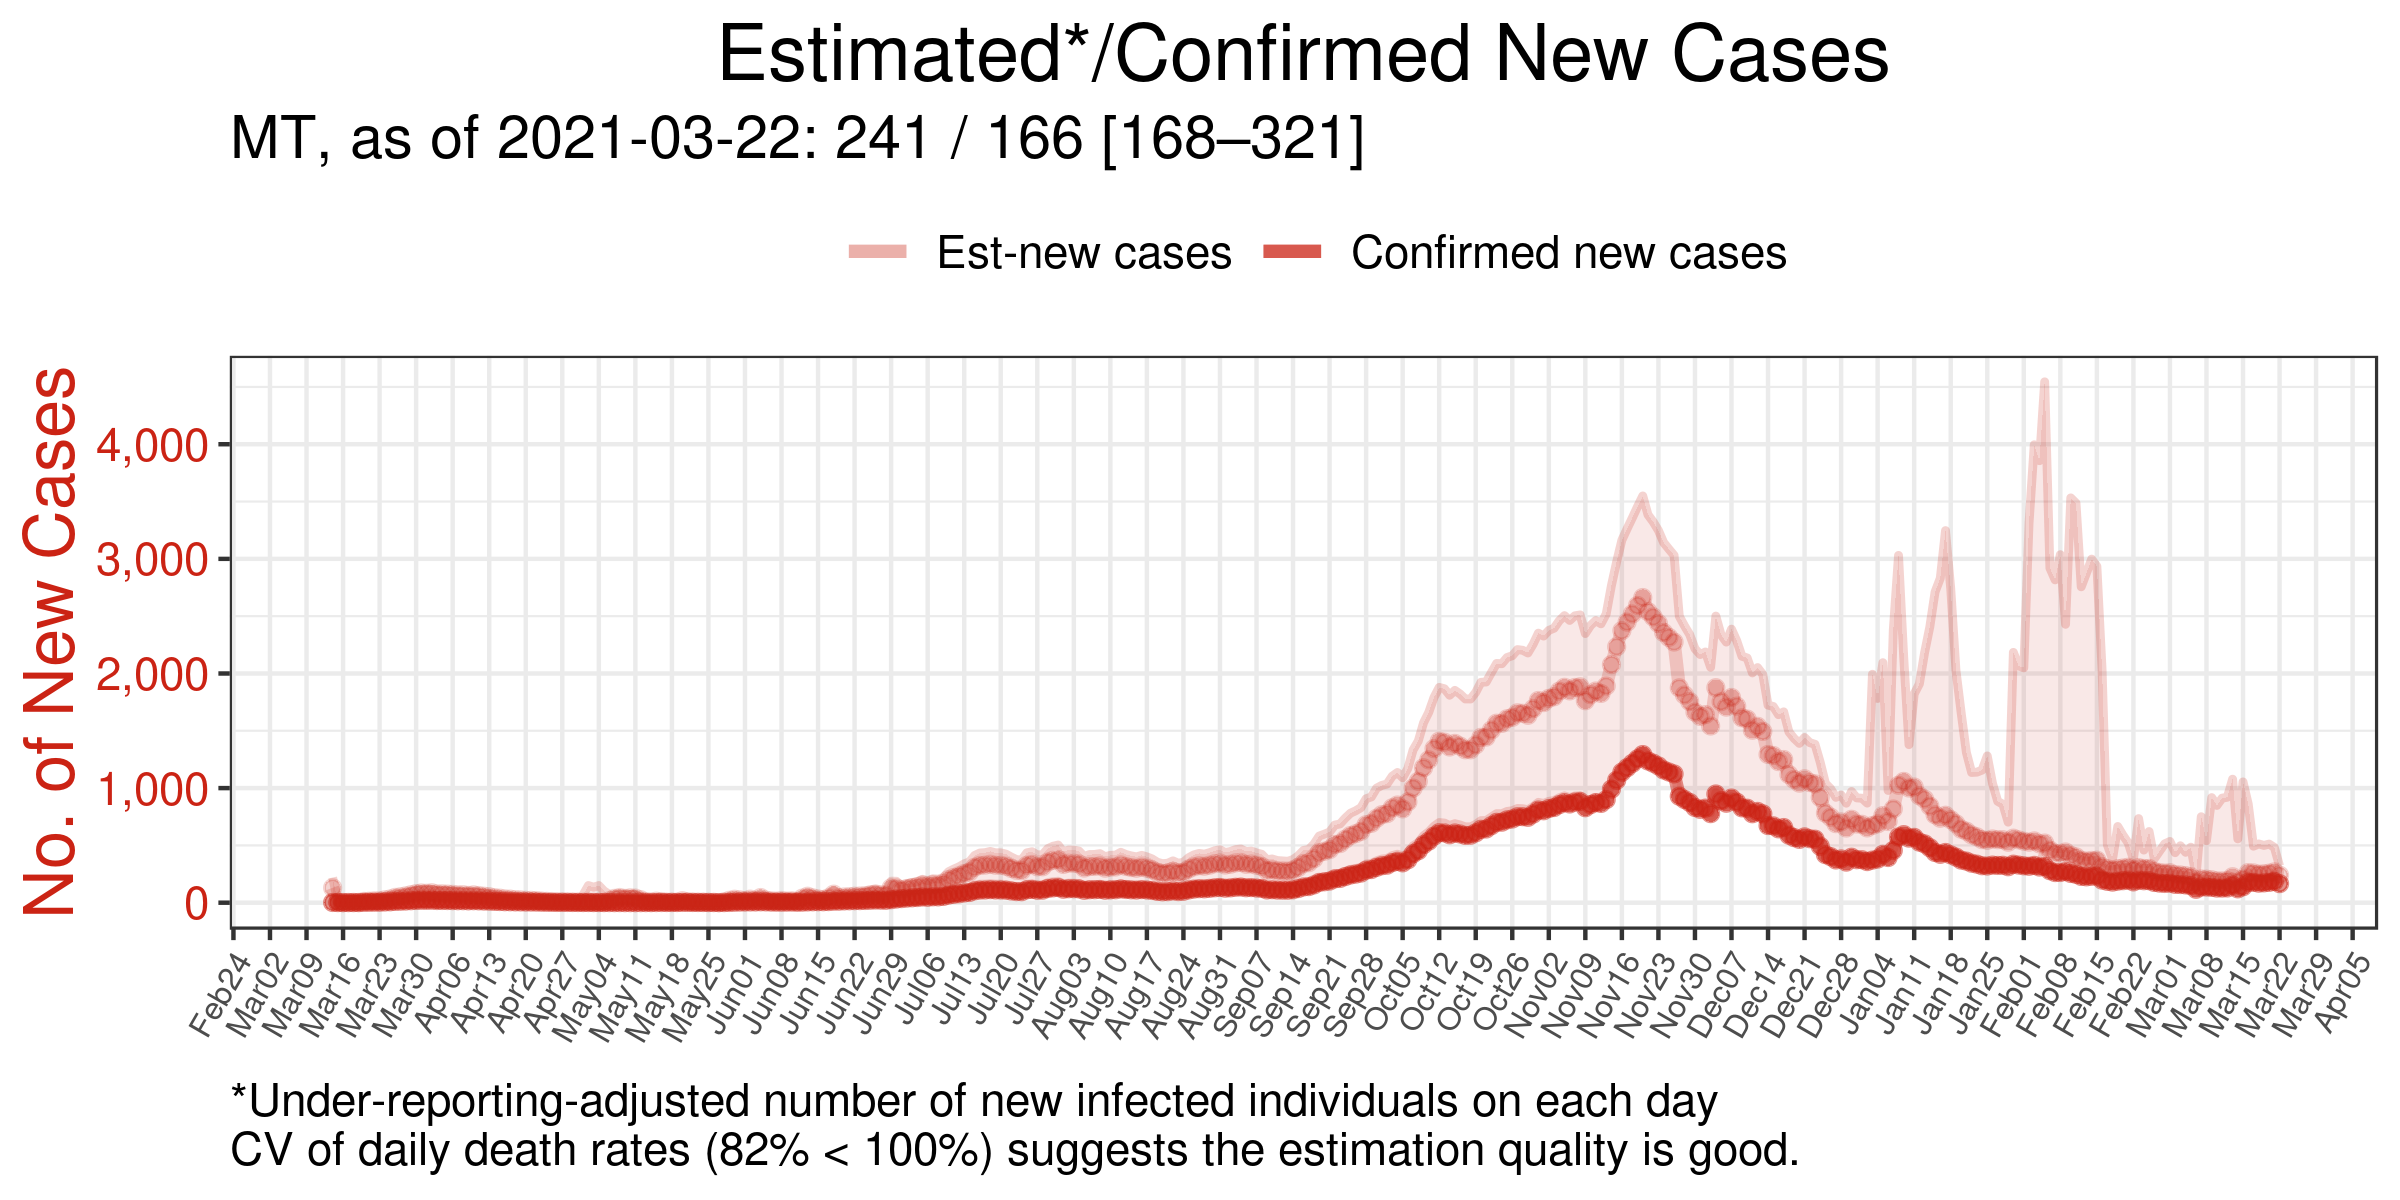 Estimated*/Confirmed New Cases
MT, as of 2021-03-22: 241 / 166 [168–321]
Est-new cases
Confirmed new cases
No. of New Cases
4,000
3,000
2,000
1,000
0
Feb24
Mar02
Mar09
Mar16
Mar23
Mar30
Apr06
Apr13
Apr20
Apr27
May04
May11
May18
May25
Jun01
Jun08
Jun15
Jun22
Jun29
Jul06
Jul13
Jul20
Jul27
Aug03
Aug10
Aug17
Aug24
Aug31
Sep07
Sep14
Sep21
Sep28
Oct05
Oct12
Oct19
Oct26
Nov02
Nov09
Nov16
Nov23
Nov30
Dec07
Dec14
Dec21
Dec28
Jan04
Jan11
Jan18
Jan25
Feb01
Feb08
Feb15
Feb22
Mar01
Mar08
Mar15
Mar22
Mar29
Apr05
*Under-reporting-adjusted number of new infected individuals on each day
CV of daily death rates (82% < 100%) suggests the estimation quality is good.